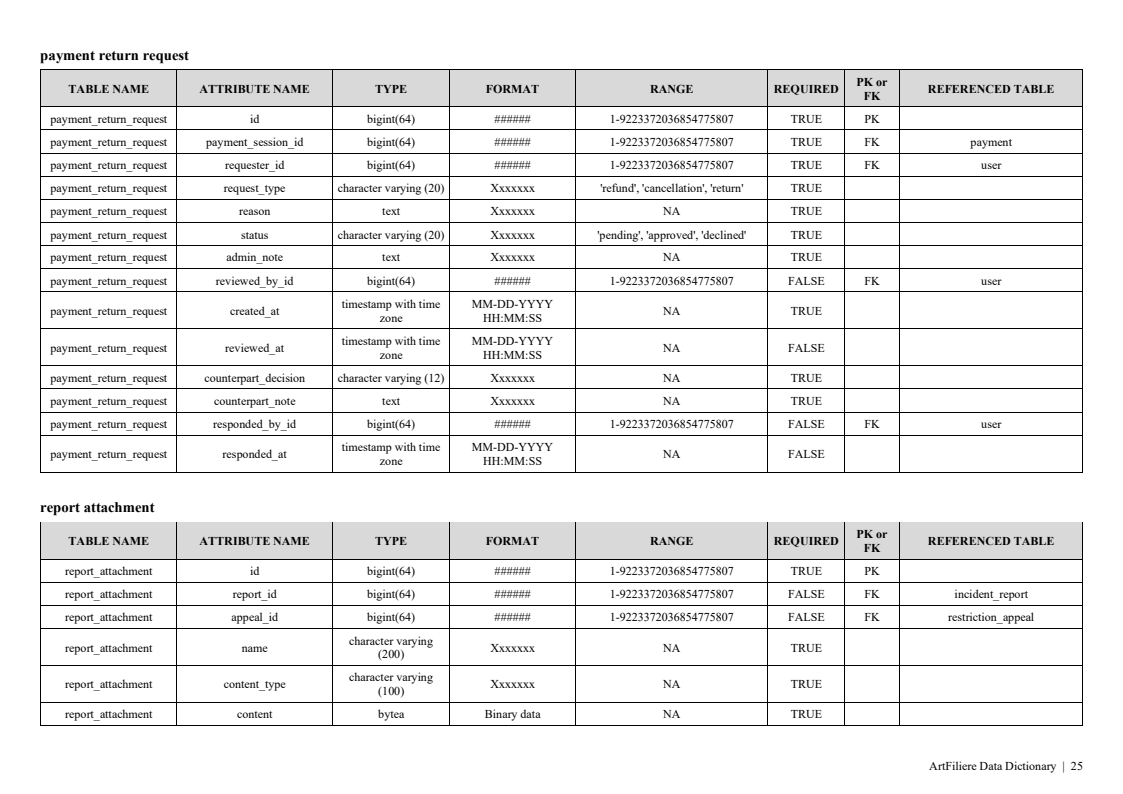 payment return request
TABLE NAME ATTRIBUTE NAME TYPE FORMAT RANGE REQUIRED PK or FK REFERENCED TABLE
payment_return_request id bigint(64) ###### 1-9223372036854775807 TRUE PK
payment_return_request payment_session_id bigint(64) ###### 1-9223372036854775807 TRUE FK payment
payment_return_request requester_id bigint(64) ###### 1-9223372036854775807 TRUE FK user
payment_return_request request_type character varying (20) Xxxxxxx 'refund', 'cancellation', 'return' TRUE
payment_return_request reason text Xxxxxxx NA TRUE
payment_return_request status character varying (20) Xxxxxxx 'pending', 'approved', 'declined' TRUE
payment_return_request admin_note text Xxxxxxx NA TRUE
payment_return_request reviewed_by_id bigint(64) ###### 1-9223372036854775807 FALSE FK user
payment_return_request created_at timestamp with time zone MM-DD-YYYY HH:MM:SS NA TRUE
payment_return_request reviewed_at timestamp with time zone MM-DD-YYYY HH:MM:SS NA FALSE
payment_return_request counterpart_decision character varying (12) Xxxxxxx NA TRUE
payment_return_request counterpart_note text Xxxxxxx NA TRUE
payment_return_request responded_by_id bigint(64) ###### 1-9223372036854775807 FALSE FK user
payment_return_request responded_at timestamp with time zone MM-DD-YYYY HH:MM:SS NA FALSE
report attachment
TABLE NAME ATTRIBUTE NAME TYPE FORMAT RANGE REQUIRED PK or FK REFERENCED TABLE
report_attachment id bigint(64) ###### 1-9223372036854775807 TRUE PK
report_attachment report_id bigint(64) ###### 1-9223372036854775807 FALSE FK incident_report
report_attachment appeal_id bigint(64) ###### 1-9223372036854775807 FALSE FK restriction_appeal
report_attachment name character varying (200) Xxxxxxx NA TRUE
report_attachment content_type character varying (100) Xxxxxxx NA TRUE
report_attachment content bytea Binary data NA TRUE
ArtFiliere Data Dictionary | 25